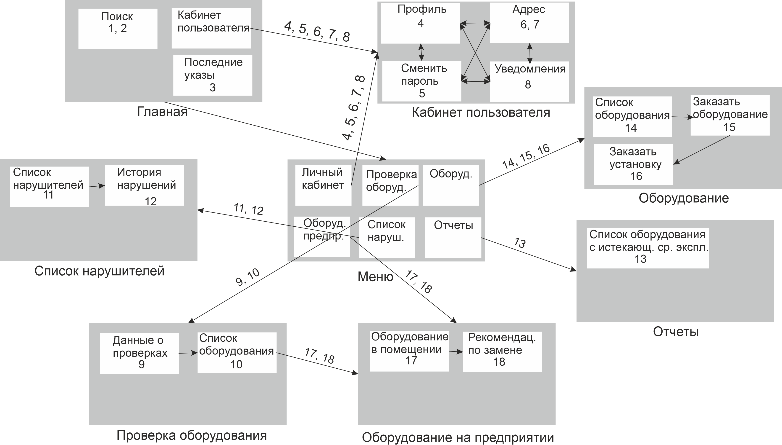 Поиск
1, 2
Кабинет
пользователя
Последние
указы
3
Главная
4, 5, 6, 7, 8
Профиль
4
Адрес
6, 7
Сменить
пароль
5
Уведомления
8
Кабинет пользователя
4, 5, 6, 7, 8
Список
оборудования
14
Заказать
оборудование
15
Заказать
установку
16
Оборудование
14, 15, 16
Список
нарушителей
11
История
нарушений
12
Список нарушителей
11, 12
Личный
кабинет
Проверка
оборуд.
Оборуд.
Оборуд.
предпр.
Список
наруш.
Отчеты
Меню
13
Список оборудования
с истекающ. ср. экспл.
13
Отчеты
9, 10
17, 18
Данные о
проверках
9
Список
оборудования
10
Проверка оборудования
17, 18
Оборудование
в помещении
17
Рекомендац.
по замене
18
Оборудование на предприятии